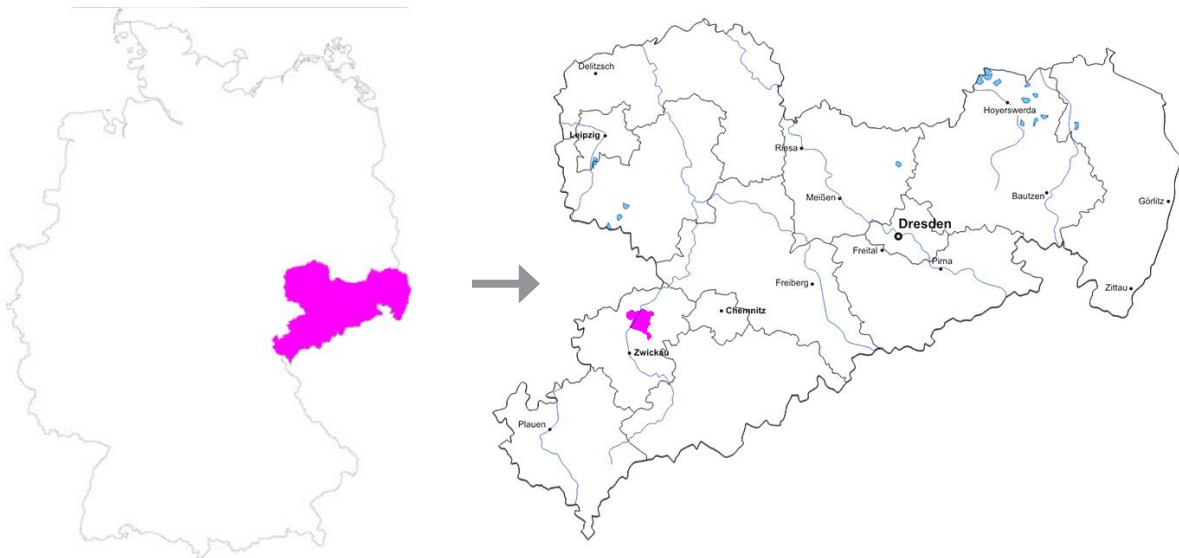 Delitzsch
Hoyerswerda
Leipzig
Riesa
Bautzen
Meißen
Görlitz
Dresden
Freital
Pirna
Freiberg
Zittau
Chemnitz
Zwickau
Plauen